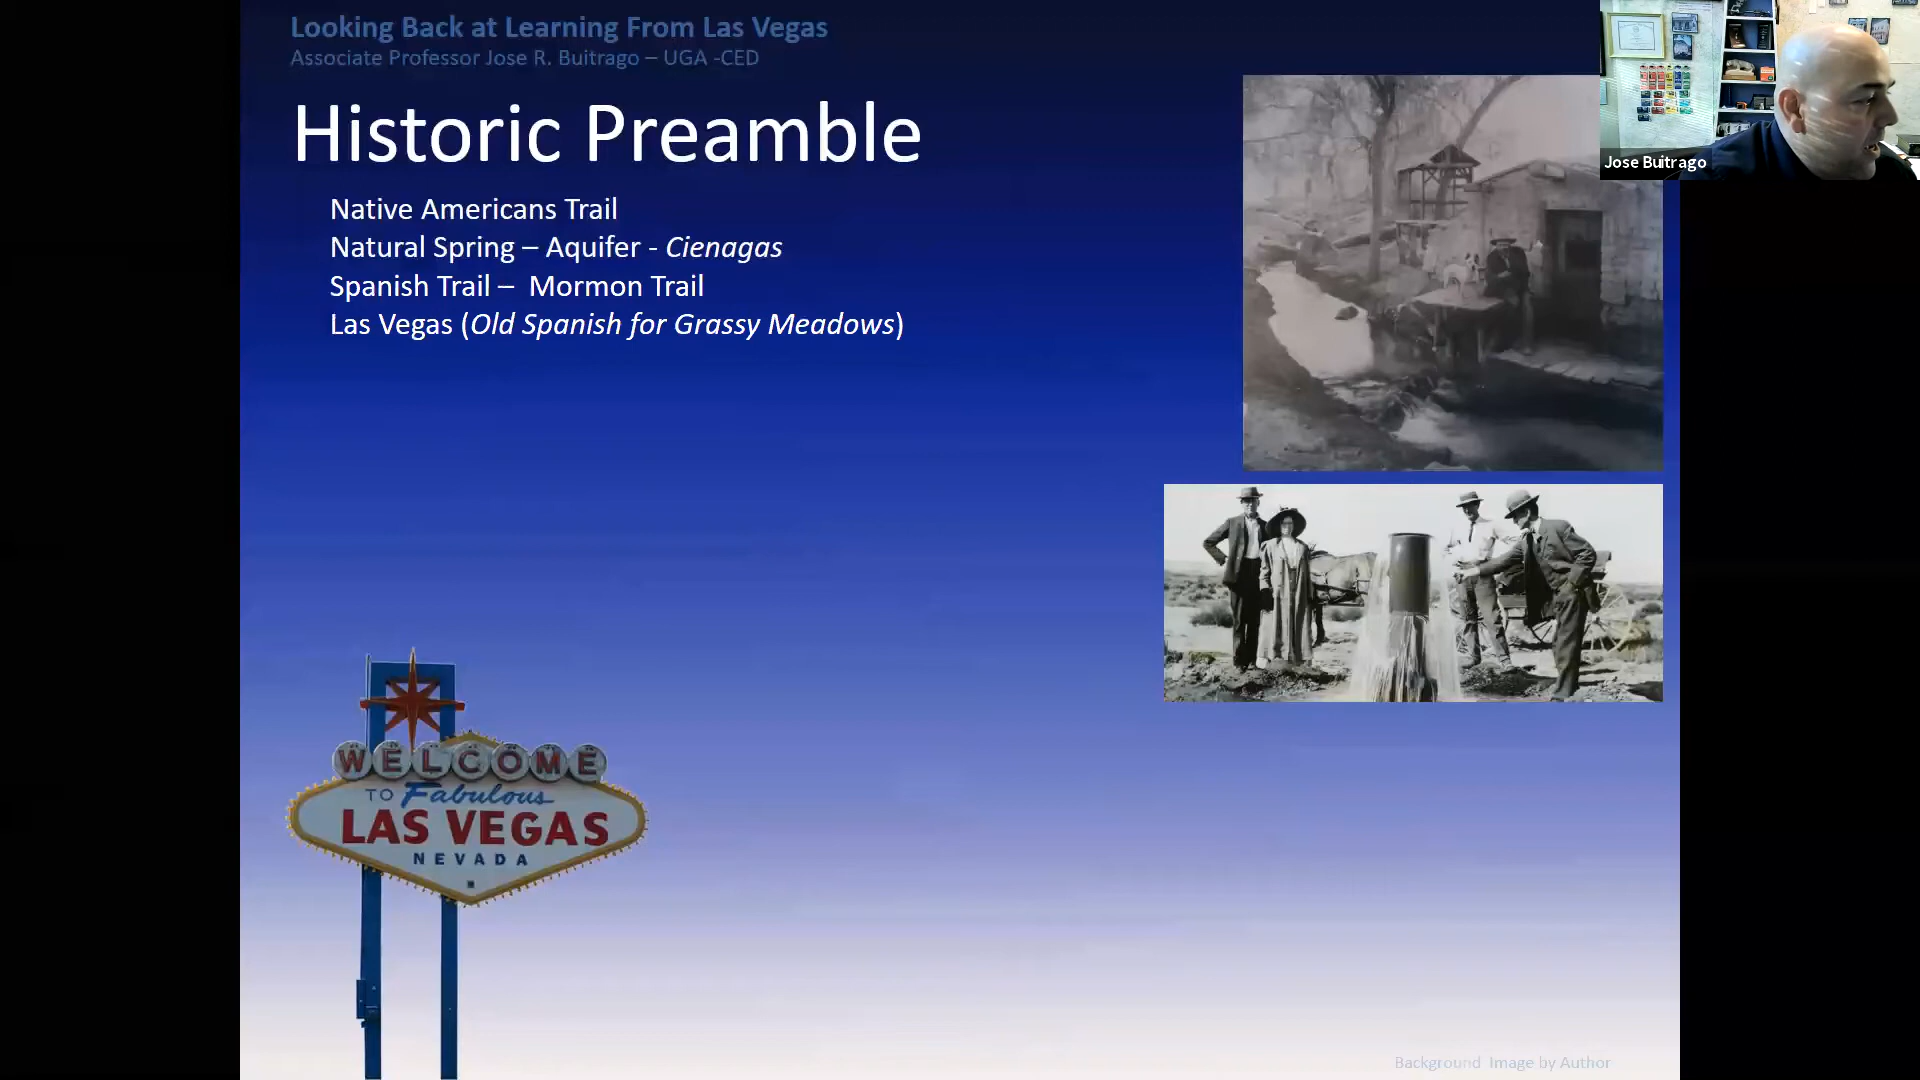 Looking Back at Learning From Las Vegas
Associate Professor Jose R. Buitrago – UGA -CED
Historic Preamble
Native Americans Trail
Natural Spring – Aquifer - Cienagas
Spanish Trail – Mormon Trail
Las Vegas (Old Spanish for Grassy Meadows)
Jose Buitrago
WELCOME
TO Fabulous
LAS VEGAS
NEVADA
Background Image by Author